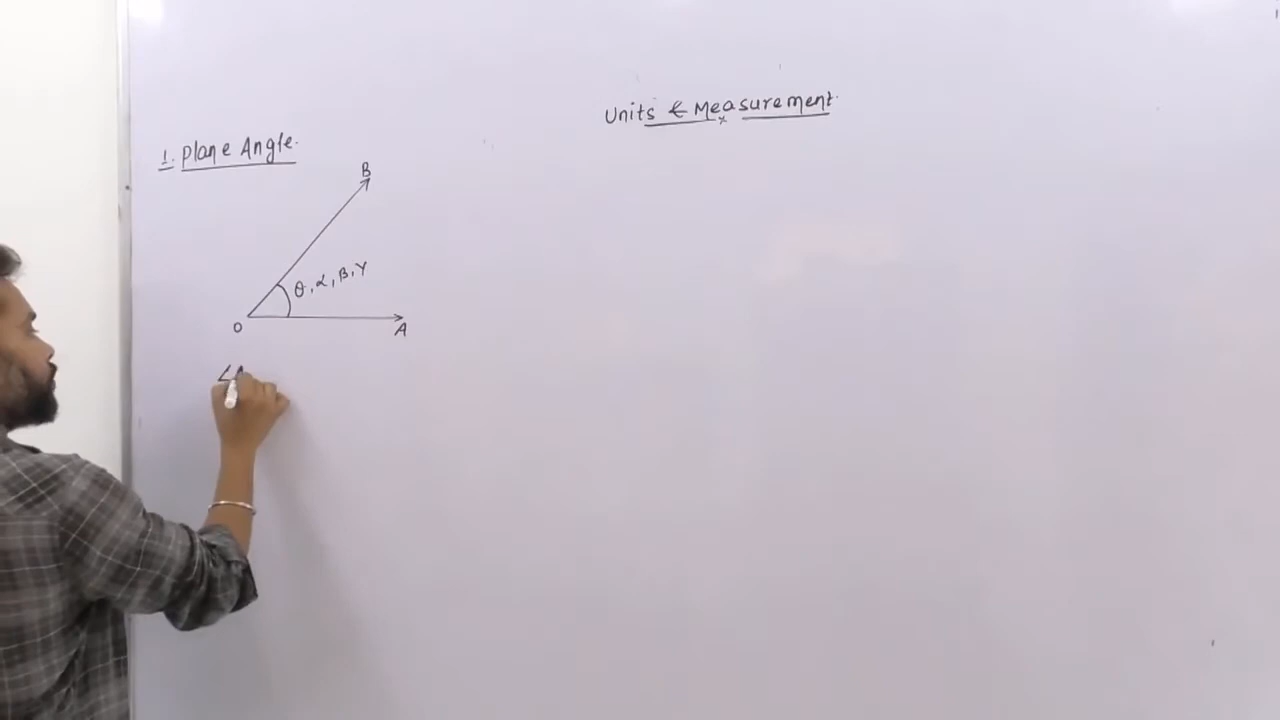 Units & Measurement.
1. Plane Angle.
B
θ, α, β, γ
O
A
∠A